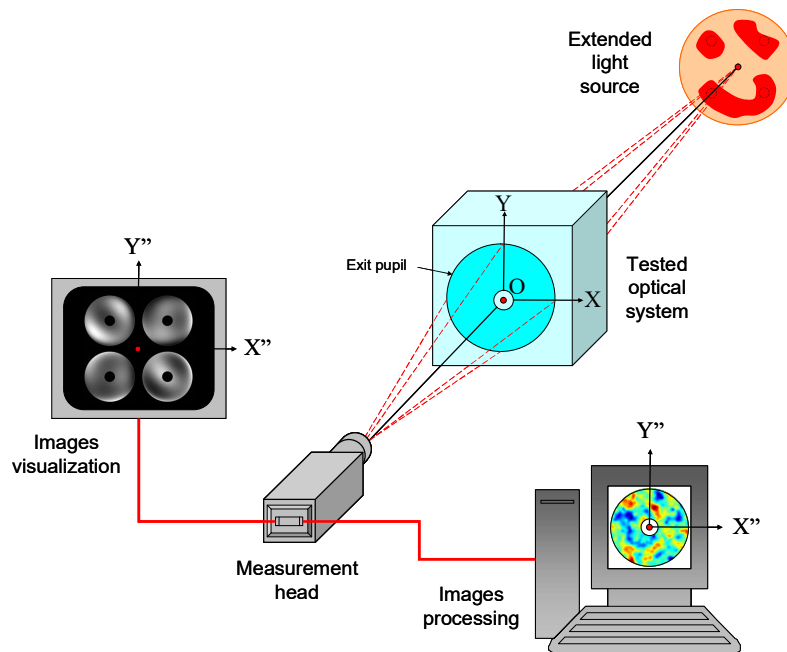 Extended
light
source
Y
Exit pupil
O
X
Tested
optical
system
Y”
X”
Images
visualization
Measurement
head
Y”
X”
Images
processing